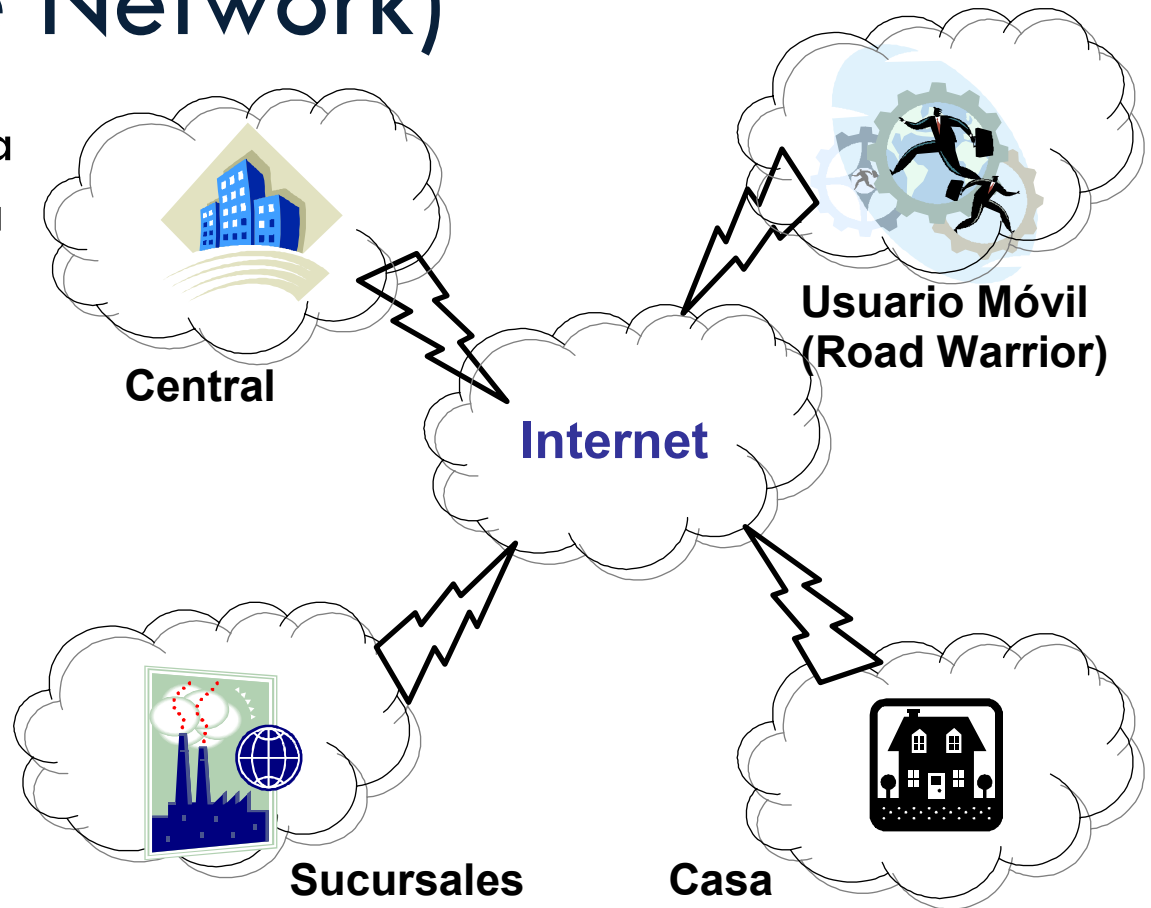 e Network)
a
Central
Usuario Móvil
(Road Warrior)
Internet
Sucursales
Casa